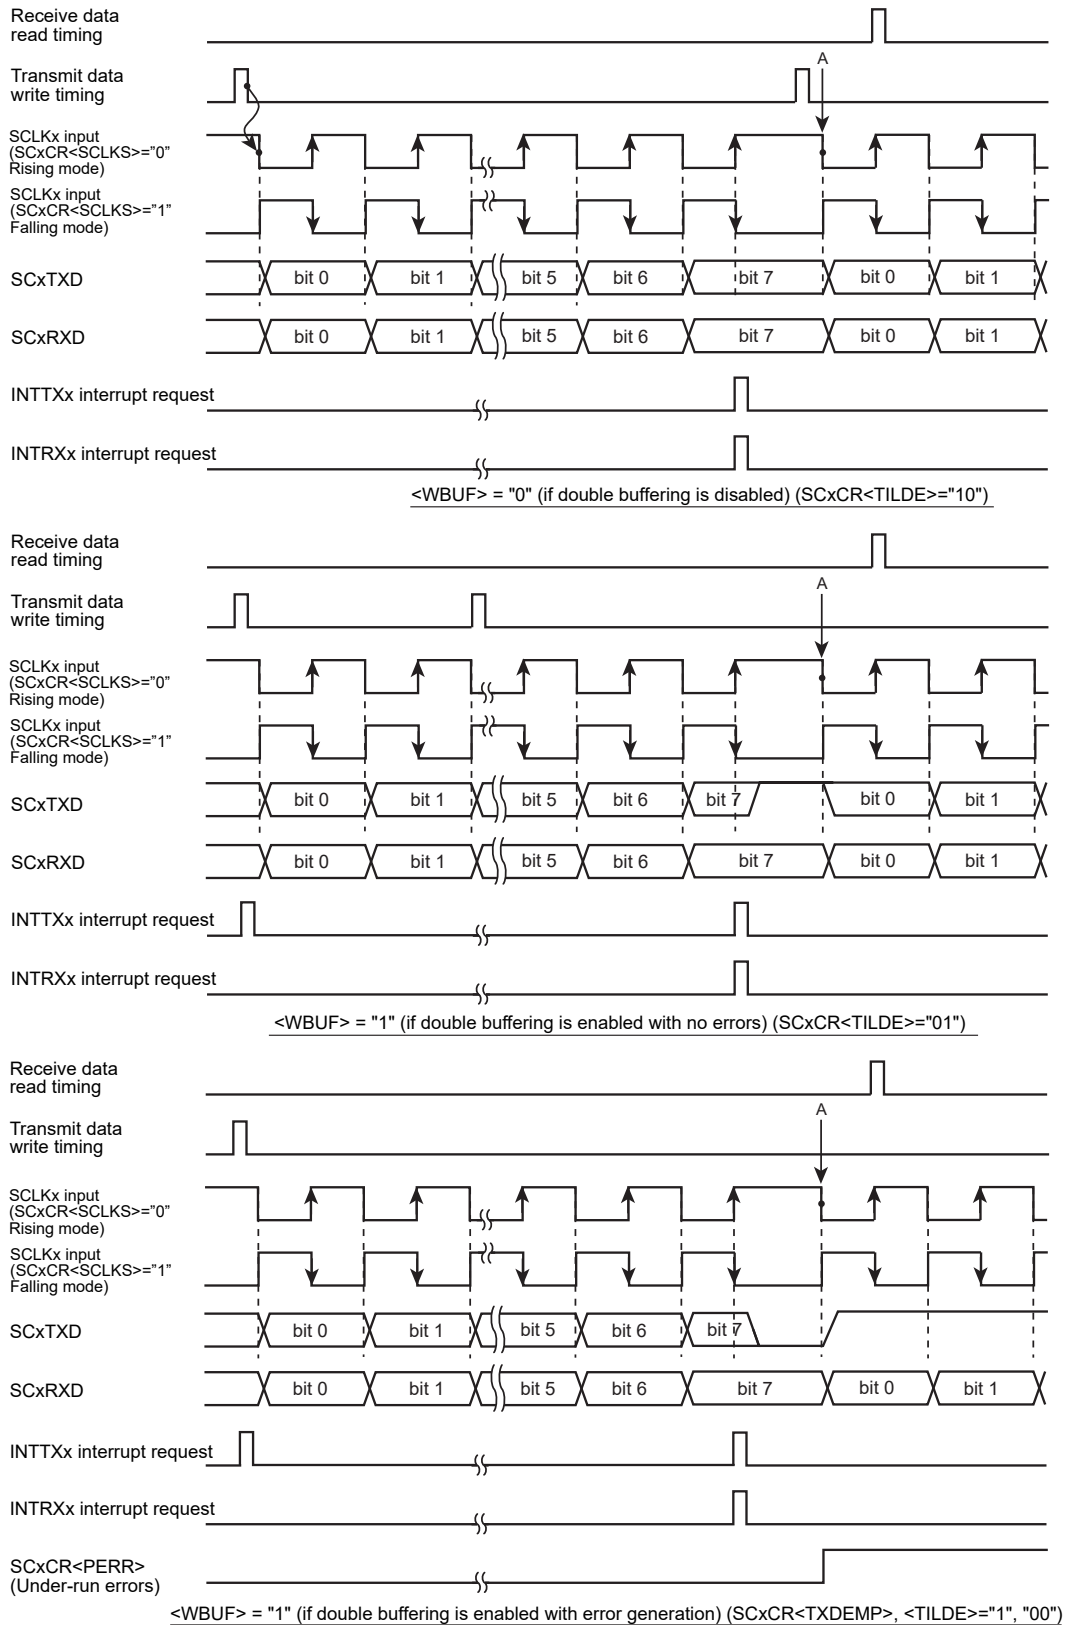 Receive data
read timing
Transmit data
write timing
A
SCLKx input
(SCxCR<SCLKS>="0"
Rising mode)
SCLKx input
(SCxCR<SCLKS>="1"
Falling mode)
SCxTXD
bit 0 bit 1 bit 5 bit 6 bit 7 bit 0 bit 1
SCxRXD
bit 0 bit 1 bit 5 bit 6 bit 7 bit 0 bit 1
INTTXx interrupt request
INTRXx interrupt request
<WBUF> = "0" (if double buffering is disabled) (SCxCR<TILDE>="10")
Receive data
read timing
Transmit data
write timing
A
SCLKx input
(SCxCR<SCLKS>="0"
Rising mode)
SCLKx input
(SCxCR<SCLKS>="1"
Falling mode)
SCxTXD
bit 0 bit 1 bit 5 bit 6 bit 7 bit 0 bit 1
SCxRXD
bit 0 bit 1 bit 5 bit 6 bit 7 bit 0 bit 1
INTTXx interrupt request
INTRXx interrupt request
<WBUF> = "1" (if double buffering is enabled with no errors) (SCxCR<TILDE>="01")
Receive data
read timing
Transmit data
write timing
A
SCLKx input
(SCxCR<SCLKS>="0"
Rising mode)
SCLKx input
(SCxCR<SCLKS>="1"
Falling mode)
SCxTXD
bit 0 bit 1 bit 5 bit 6 bit 7
SCxRXD
bit 0 bit 1 bit 5 bit 6 bit 7 bit 0 bit 1
INTTXx interrupt request
INTRXx interrupt request
SCxCR<PERR>
(Under-run errors)
<WBUF> = "1" (if double buffering is enabled with error generation) (SCxCR<TXDEMP>, <TILDE>="1", "00")